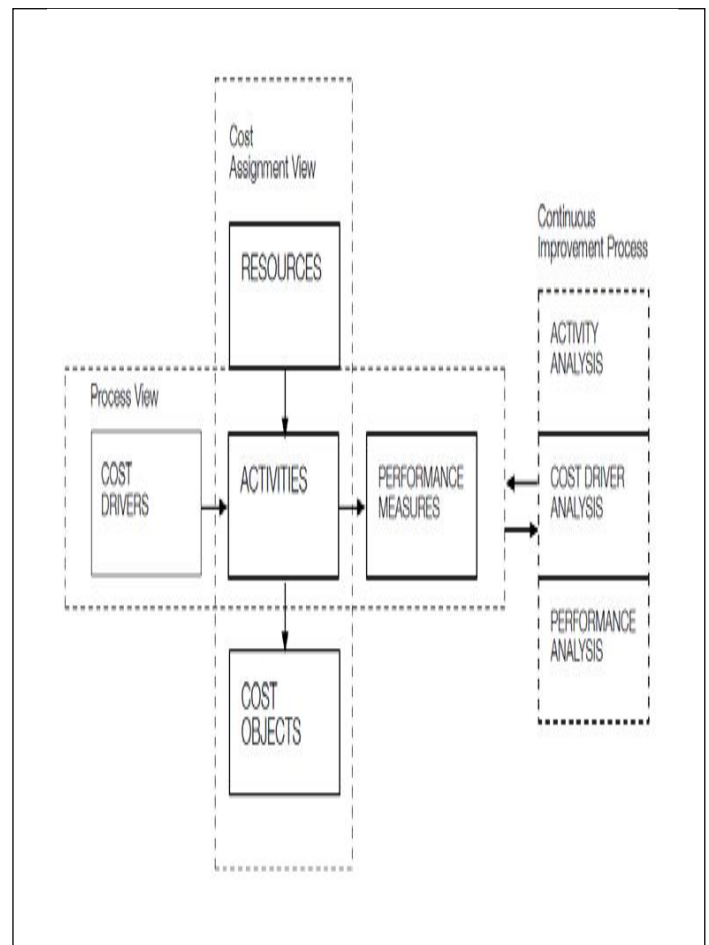 Cost
Assignment View
RESOURCES
Continuous
Improvement Process
ACTIVITY
ANALYSIS
Process View
COST
DRIVERS
ACTIVITIES
PERFORMANCE
MEASURES
COST DRIVER
ANALYSIS
PERFORMANCE
ANALYSIS
COST
OBJECTS